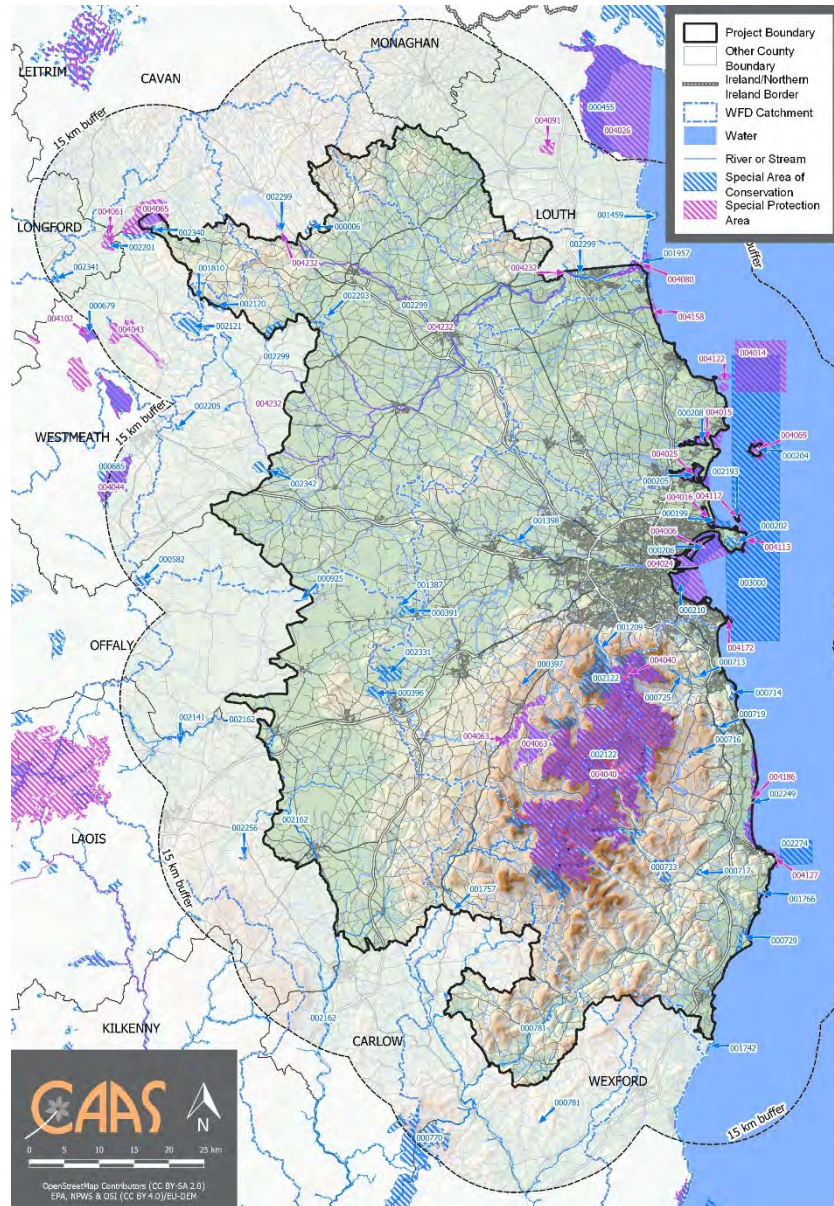 MONAGHAN
LEITRIM
CAVAN
15 km buffer
000455
004026
004091
LONGFORD
004061
004065
002299
000006
LOUTH
001459
002201
002340
002341
001810
004232
004232
002299
001957
buffer
004080
002120
002203
002299
004158
000679
004102
004043
002121
004232
002299
004122
004014
WESTMEATH
15 km buffer
002205
004232
000208
004015
004069
000204
000685
004044
002342
004025
000205
002193
004016
004117
000199
000582
001398
004006
000206
000202
004113
004024
003000
000925
001387
000391
000210
OFFALY
001209
004172
002331
000397
004040
002122
000713
000396
000725
000714
002141
002162
004063
004063
000719
000716
002122
004040
004186
002249
LAOIS
002256
002162
002274
000733
000717
004127
15 km buffer
001757
001766
000729
KILKENNY
002162
CARLOW
000781
WEXFORD
001742
000781
15 km buffer
000770
Project Boundary
Other County
Boundary
Ireland/Northern
Ireland Border
WFD Catchment
Water
River or Stream
Special Area of
Conservation
Special Protection
Area
CAAS
N
0 5 10 15 20 25 km
OpenStreetMap Contributors (CC BY-SA 2.0)
EPA, NPWS & OSI (CC BY 4.0)/EU-DEM